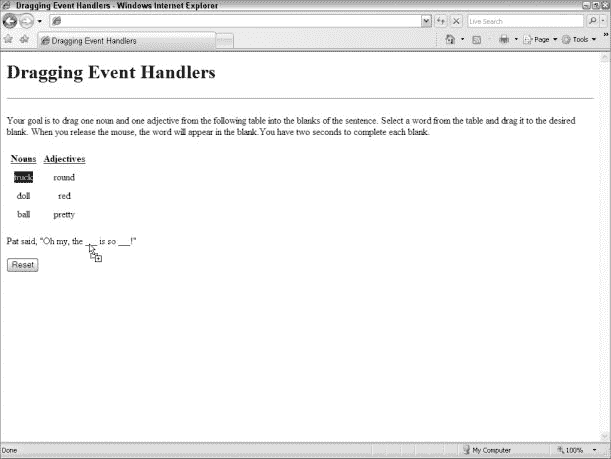 Dragging Event Handlers - Windows Internet Explorer
Live Search
Dragging Event Handlers
Page
Tools
Dragging Event Handlers
Your goal is to drag one noun and one adjective from the following table into the blanks of the sentence. Select a word from the table and drag it to the desired
blank. When you release the mouse, the word will appear in the blank.You have two seconds to complete each blank.
Nouns Adjectives
truck round
doll red
ball pretty
Pat said, "Oh my, the ___ is so ___!"
Reset
Done My Computer 100%